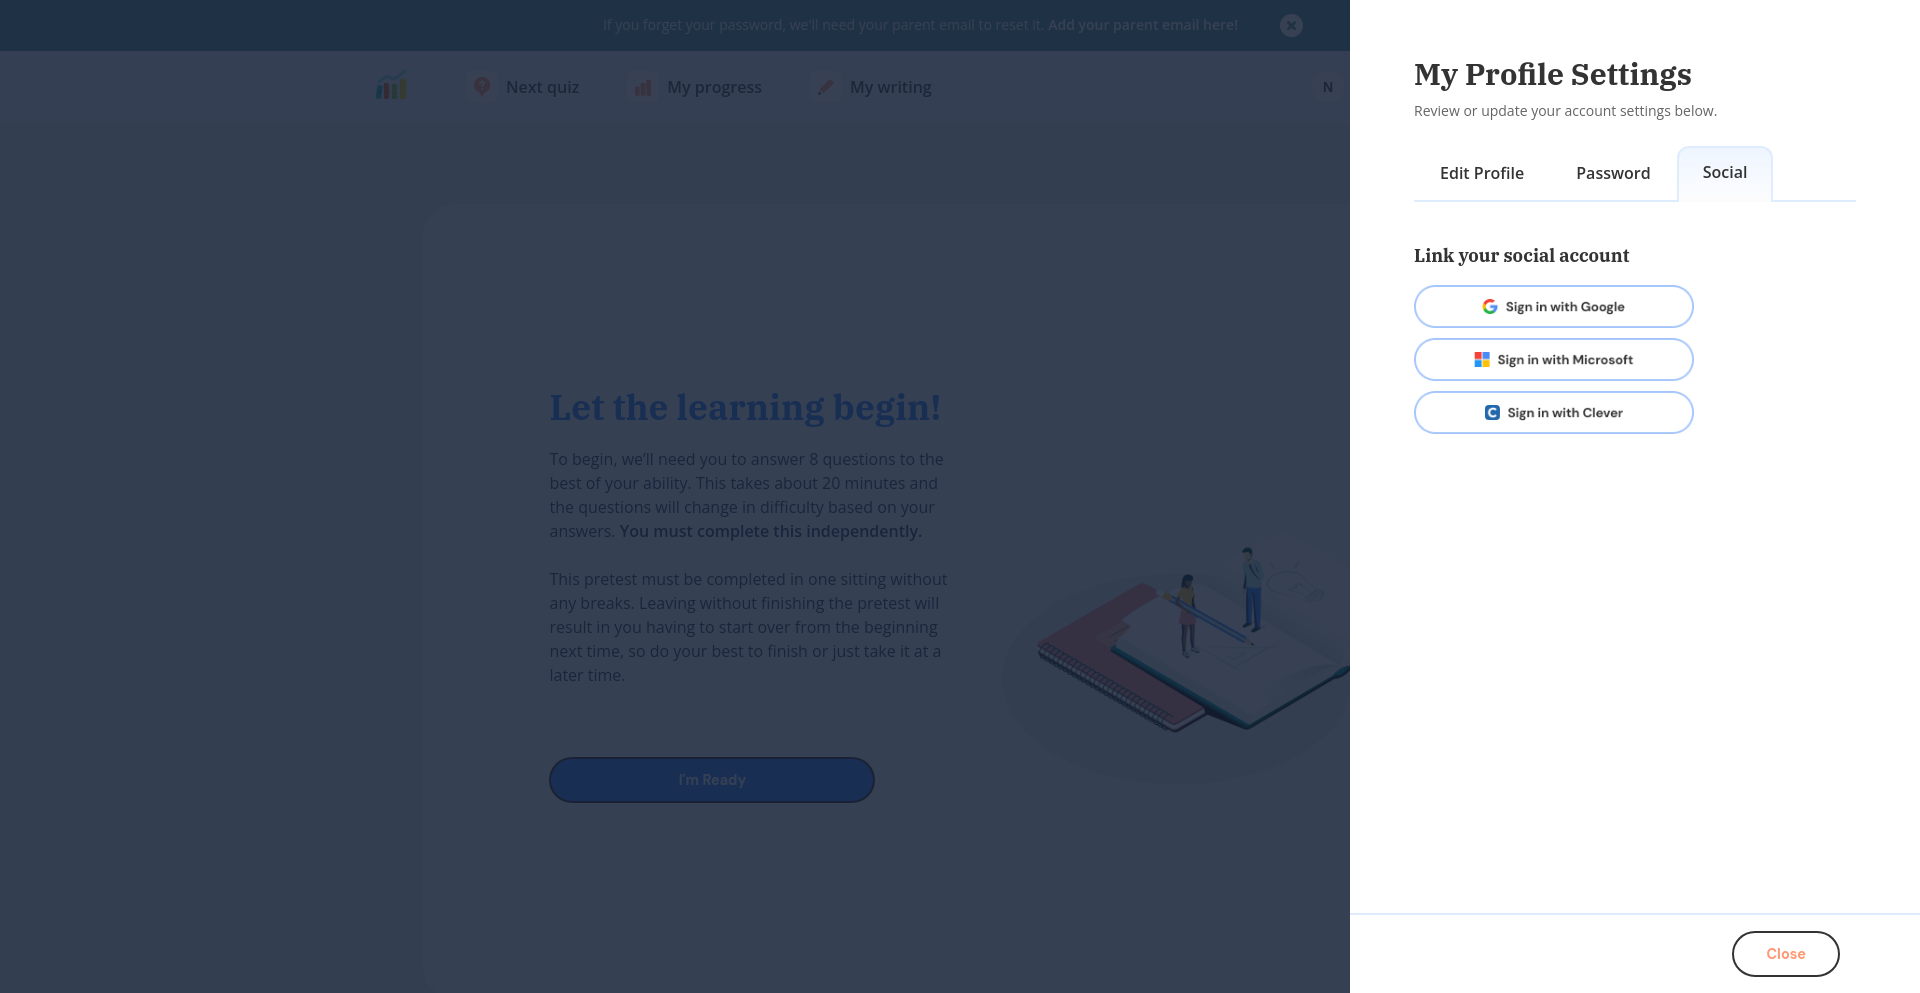 If you forget your password, we'll need your parent email to reset it. Add your parent email here!
Next quiz
My progress
My writing
N
Let the learning begin!
To begin, we'll need you to answer 8 questions to the
best of your ability. This takes about 20 minutes and
the questions will change in difficulty based on your
answers. You must complete this independently.
This pretest must be completed in one sitting without
any breaks. Leaving without finishing the pretest will
result in you having to start over from the beginning
next time, so do your best to finish or just take it at a
later time.
I'm Ready
My Profile Settings
Review or update your account settings below.
Edit Profile
Password
Social
Link your social account
Sign in with Google
Sign in with Microsoft
C Sign in with Clever
Close